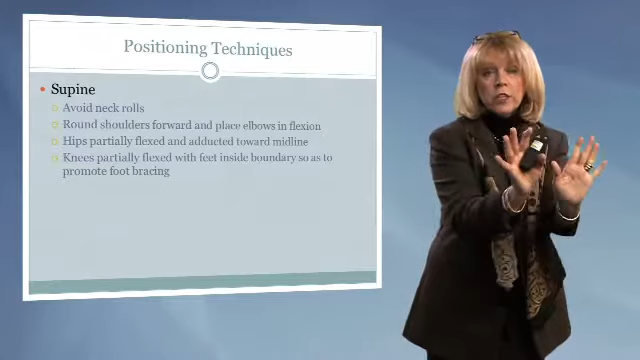 Positioning Techniques
Supine
Avoid neck rolls
Round shoulders forward and place elbows in flexion
Hips partially flexed and adducted toward midline
Knees partially flexed with feet inside boundary so as to
promote foot bracing